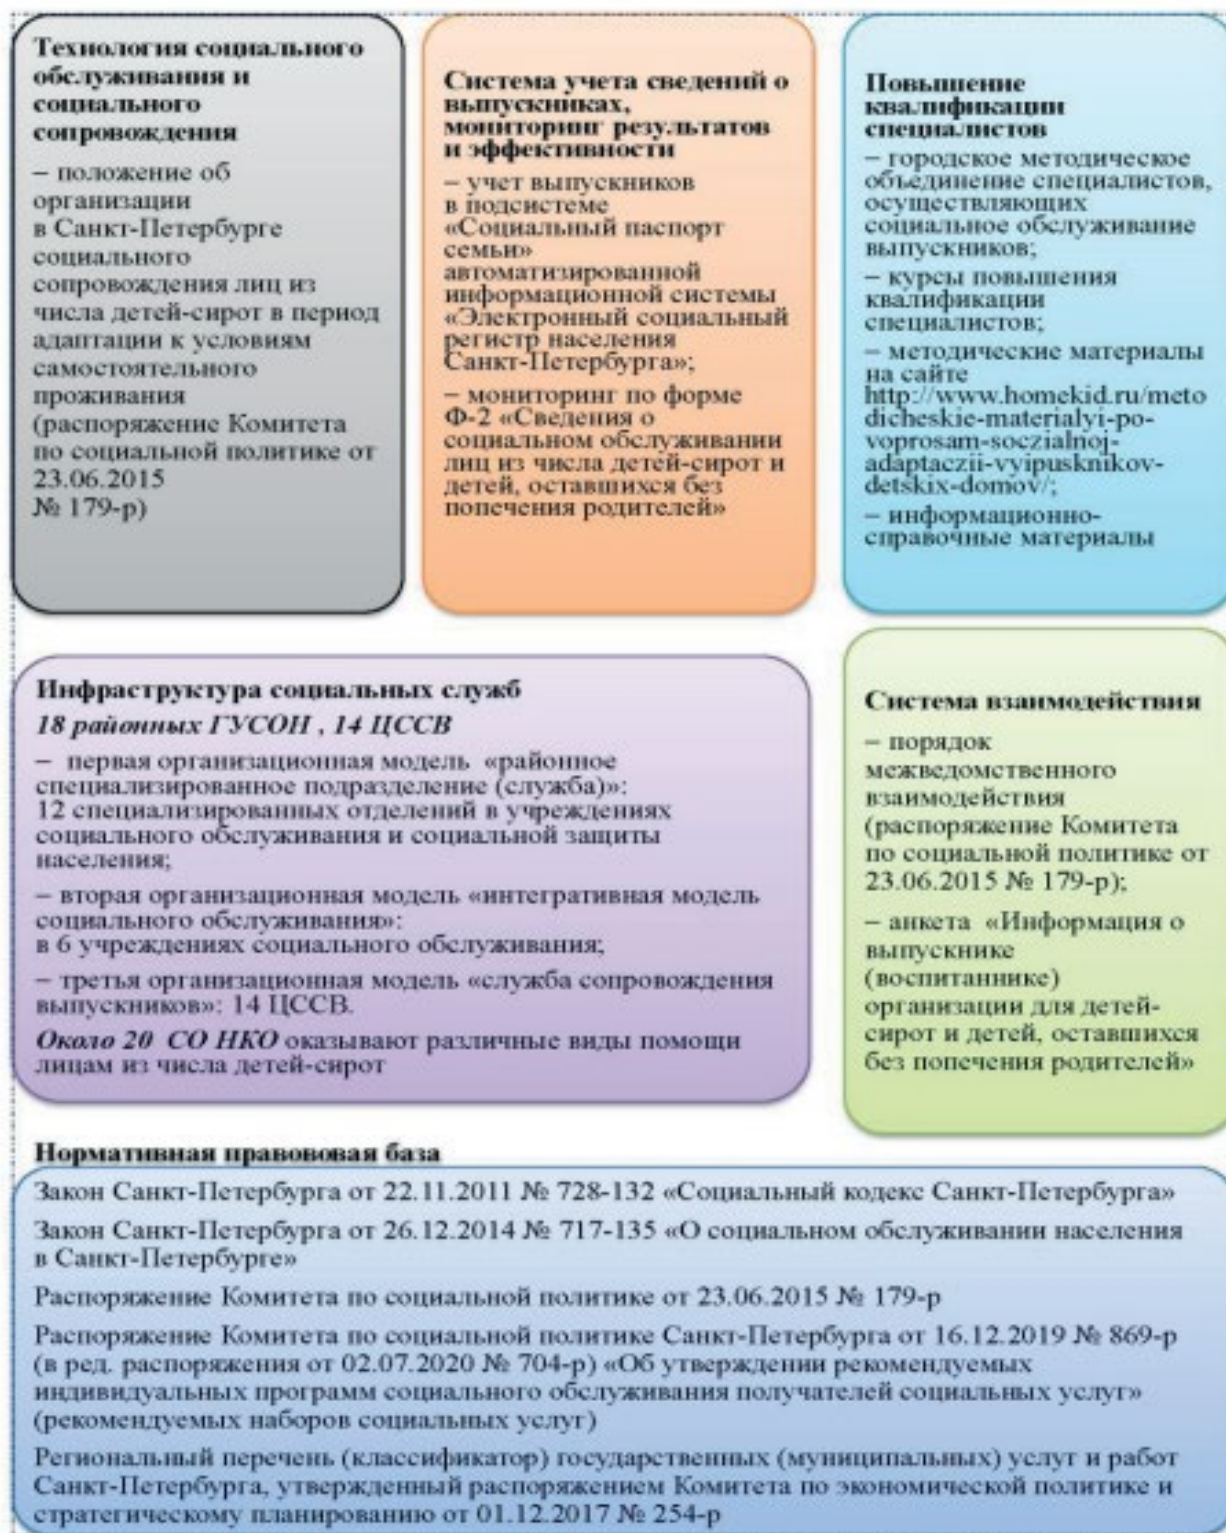 Технология социального
обслуживания и
социального
сопровождения
– положение об
организации
в Санкт-Петербурге
социального
сопровождения лиц из
числа детей-сирот в период
адаптации к условиям
самостоятельного
проживания
(распоряжение Комитета
по социальной политике от
23.06.2015
№ 179-р)
Система учета сведений о
выпускниках,
мониторинг результатов
и эффективности
– учет выпускников
в подсистеме
«Социальный паспорт
семьи»
автоматизированной
информационной системы
«Электронный социальный
регистр населения
Санкт-Петербурга»;
– мониторинг по форме
Ф-2 «Сведения о
социальном обслуживании
лиц из числа детей-сирот и
детей, оставшихся без
попечения родителей»
Повышение
квалификации
специалистов
– городское методическое
объединение специалистов,
осуществляющих
социальное обслуживание
выпускников;
– курсы повышения
квалификации
специалистов;
– методические материалы
на сайте
http://www.homekid.ru/meto
dicheskie-materialyi-po-
voprosam-soczialnoj-
adaptaczii-vyipusknikov-
detskix-domov/;
– информационно-
справочные материалы
Инфраструктура социальных служб
18 районных ГУСОН , 14 ЦССВ
– первая организационная модель «районное
специализированное подразделение (служба)»:
12 специализированных отделений в учреждениях
социального обслуживания и социальной защиты
населения;
– вторая организационная модель «интегративная модель
социального обслуживания»:
в 6 учреждениях социального обслуживания;
– третья организационная модель «служба сопровождения
выпускников»: 14 ЦССВ.
Около 20 СО НКО оказывают различные виды помощи
лицам из числа детей-сирот
Система взаимодействия
– порядок
межведомственного
взаимодействия
(распоряжение Комитета
по социальной политике от
23.06.2015 № 179-р);
– анкета «Информация о
выпускнике
(воспитаннике)
организации для детей-
сирот и детей, оставшихся
без попечения родителей»
Нормативная правововая база
Закон Санкт-Петербурга от 22.11.2011 № 728-132 «Социальный кодекс Санкт-Петербурга»
Закон Санкт-Петербурга от 26.12.2014 № 717-135 «О социальном обслуживании населения
в Санкт-Петербурге»
Распоряжение Комитета по социальной политике от 23.06.2015 № 179-р
Распоряжение Комитета по социальной политике Санкт-Петербурга от 16.12.2019 № 869-р
(в ред. распоряжения от 02.07.2020 № 704-р) «Об утверждении рекомендуемых
индивидуальных программ социального обслуживания получателей социальных услуг»
(рекомендуемых наборов социальных услуг)
Региональный перечень (классификатор) государственных (муниципальных) услуг и работ
Санкт-Петербурга, утвержденный распоряжением Комитета по экономической политике и
стратегическому планированию от 01.12.2017 № 254-р